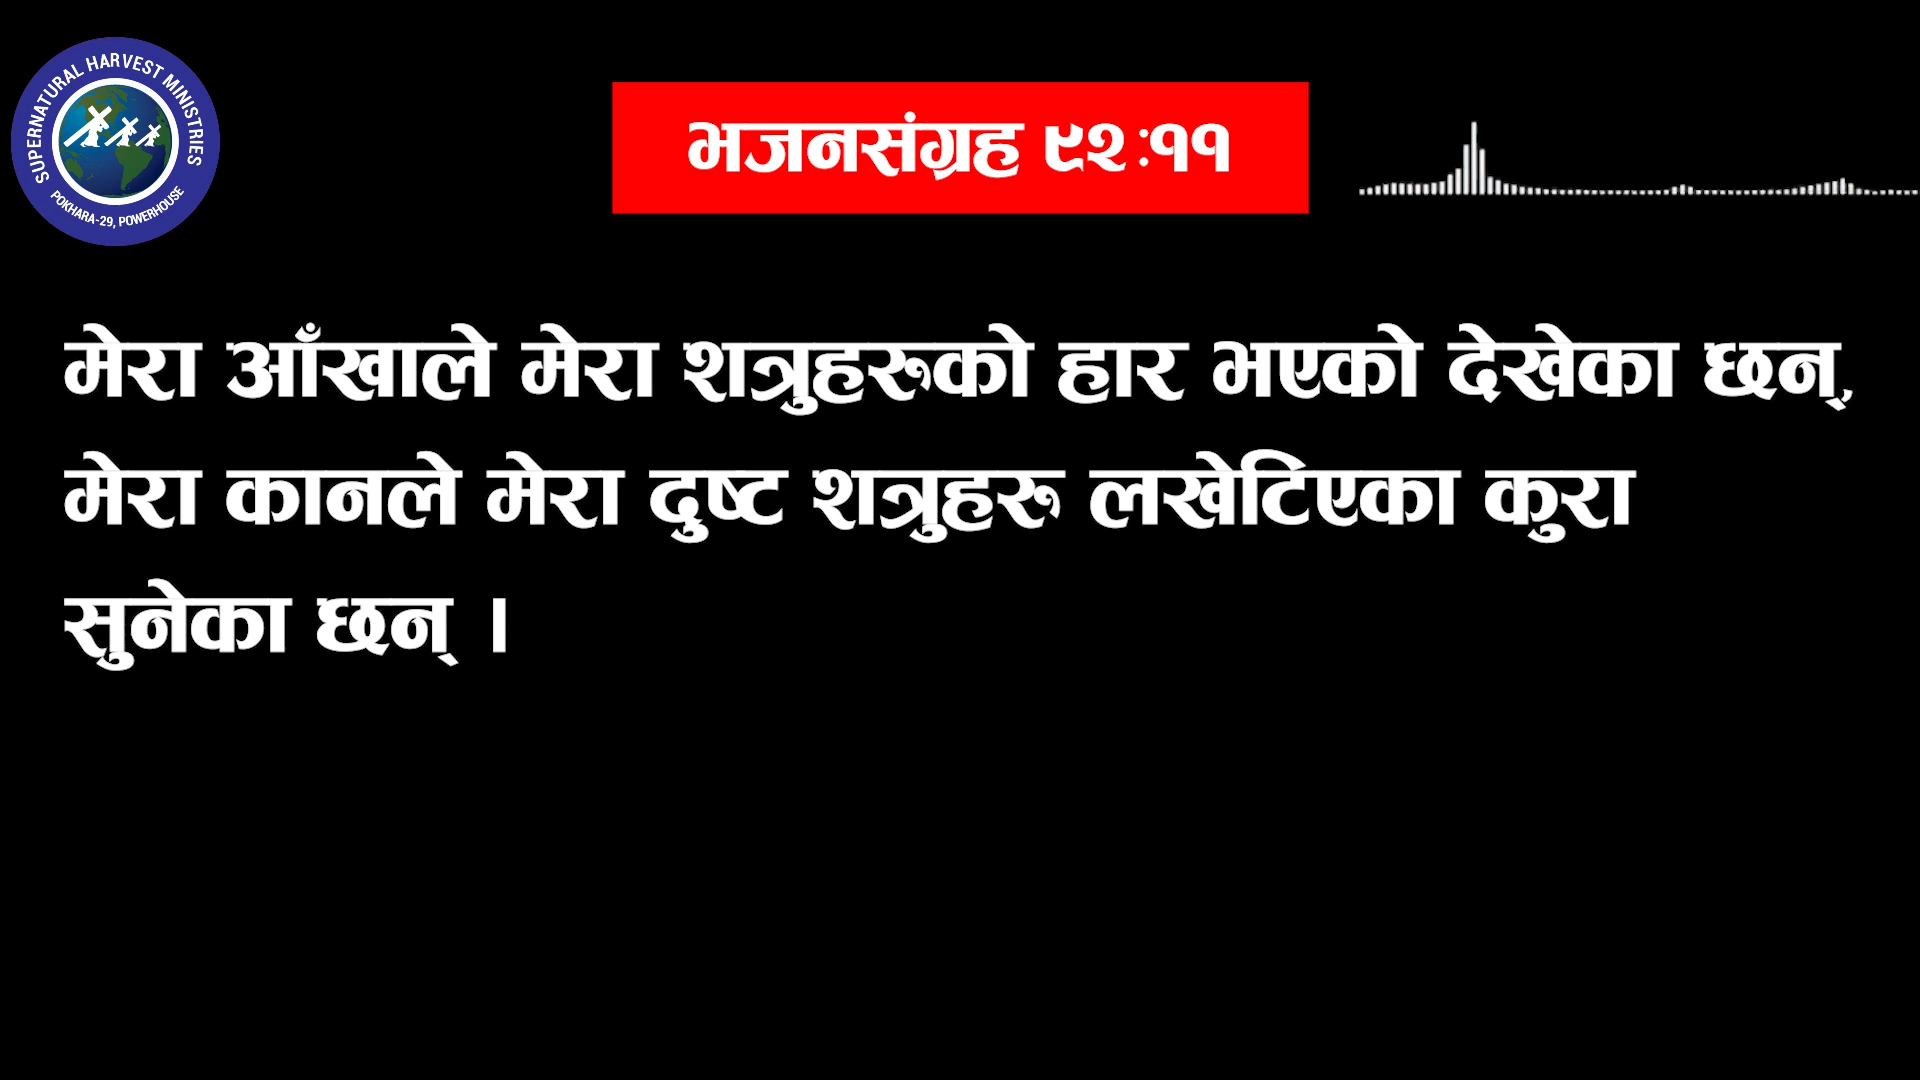 SUPERNATURAL HARVEST MINISTRIES
POKHARA-29, POWERHOUSE
भजनसंग्रह ९२:११
मेरा आँखाले मेरा शत्रुहरूको हार भएको देखेका छन्,
मेरा कानले मेरा दुष्ट शत्रुहरु लखेटिएका कुरा
सुनेका छन् ।